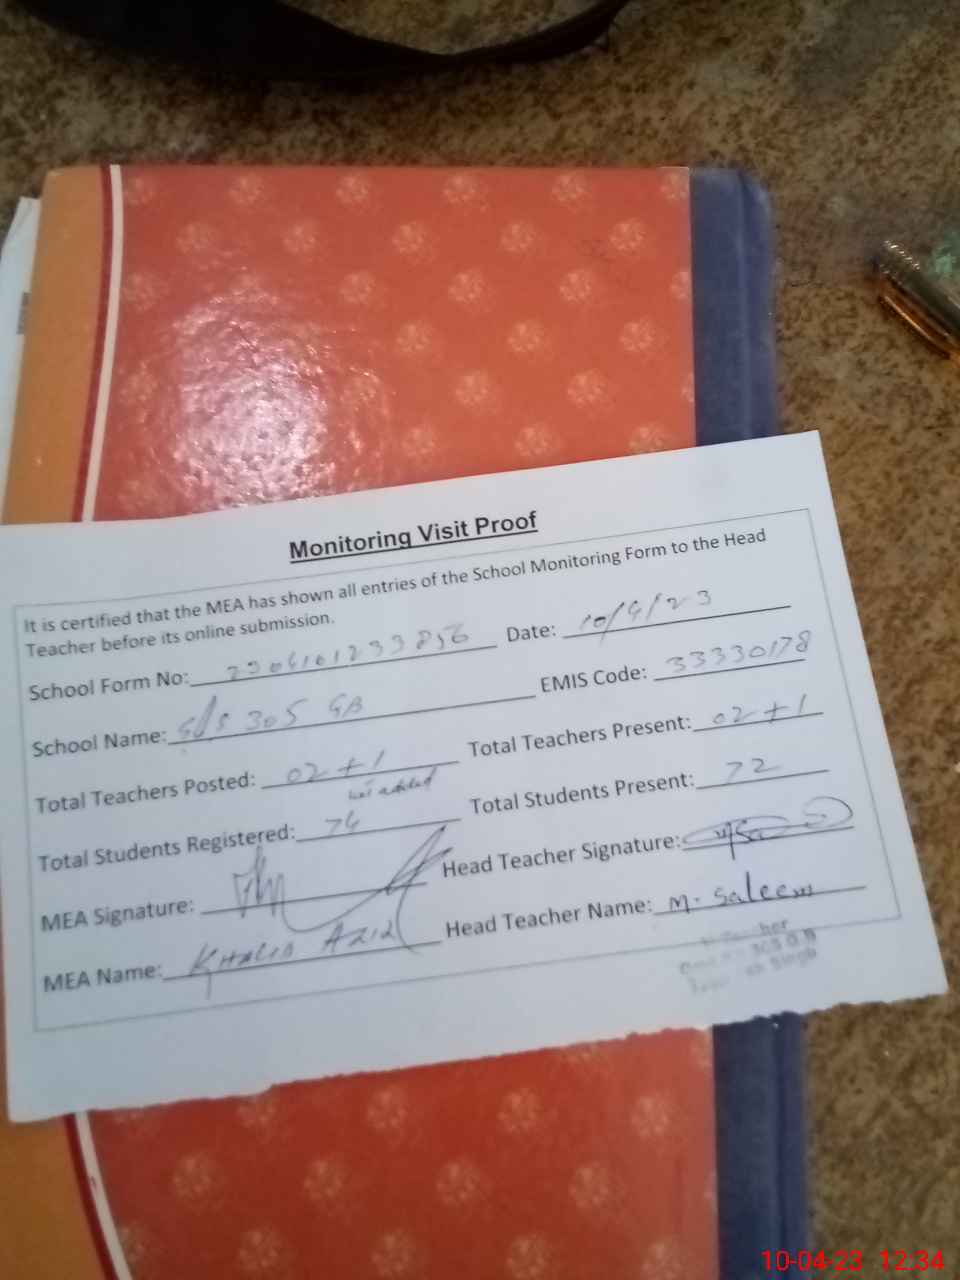 Monitoring Visit Proof
It is certified that the MEA has shown all entries of the School Monitoring Form to the Head
Teacher before its online submission.
School Form No: Date: 10/4/23
School Name: 305 GB EMIS Code: 33330178
Total Teachers Posted: 02 + 1 Total Teachers Present: 02 + 1
added
Total Students Registered: 74 Total Students Present: 72
MEA Signature: Head Teacher Signature:
MEA Name: KHALID AZIZ Head Teacher Name: M. Saleem
10-04-23 12:34